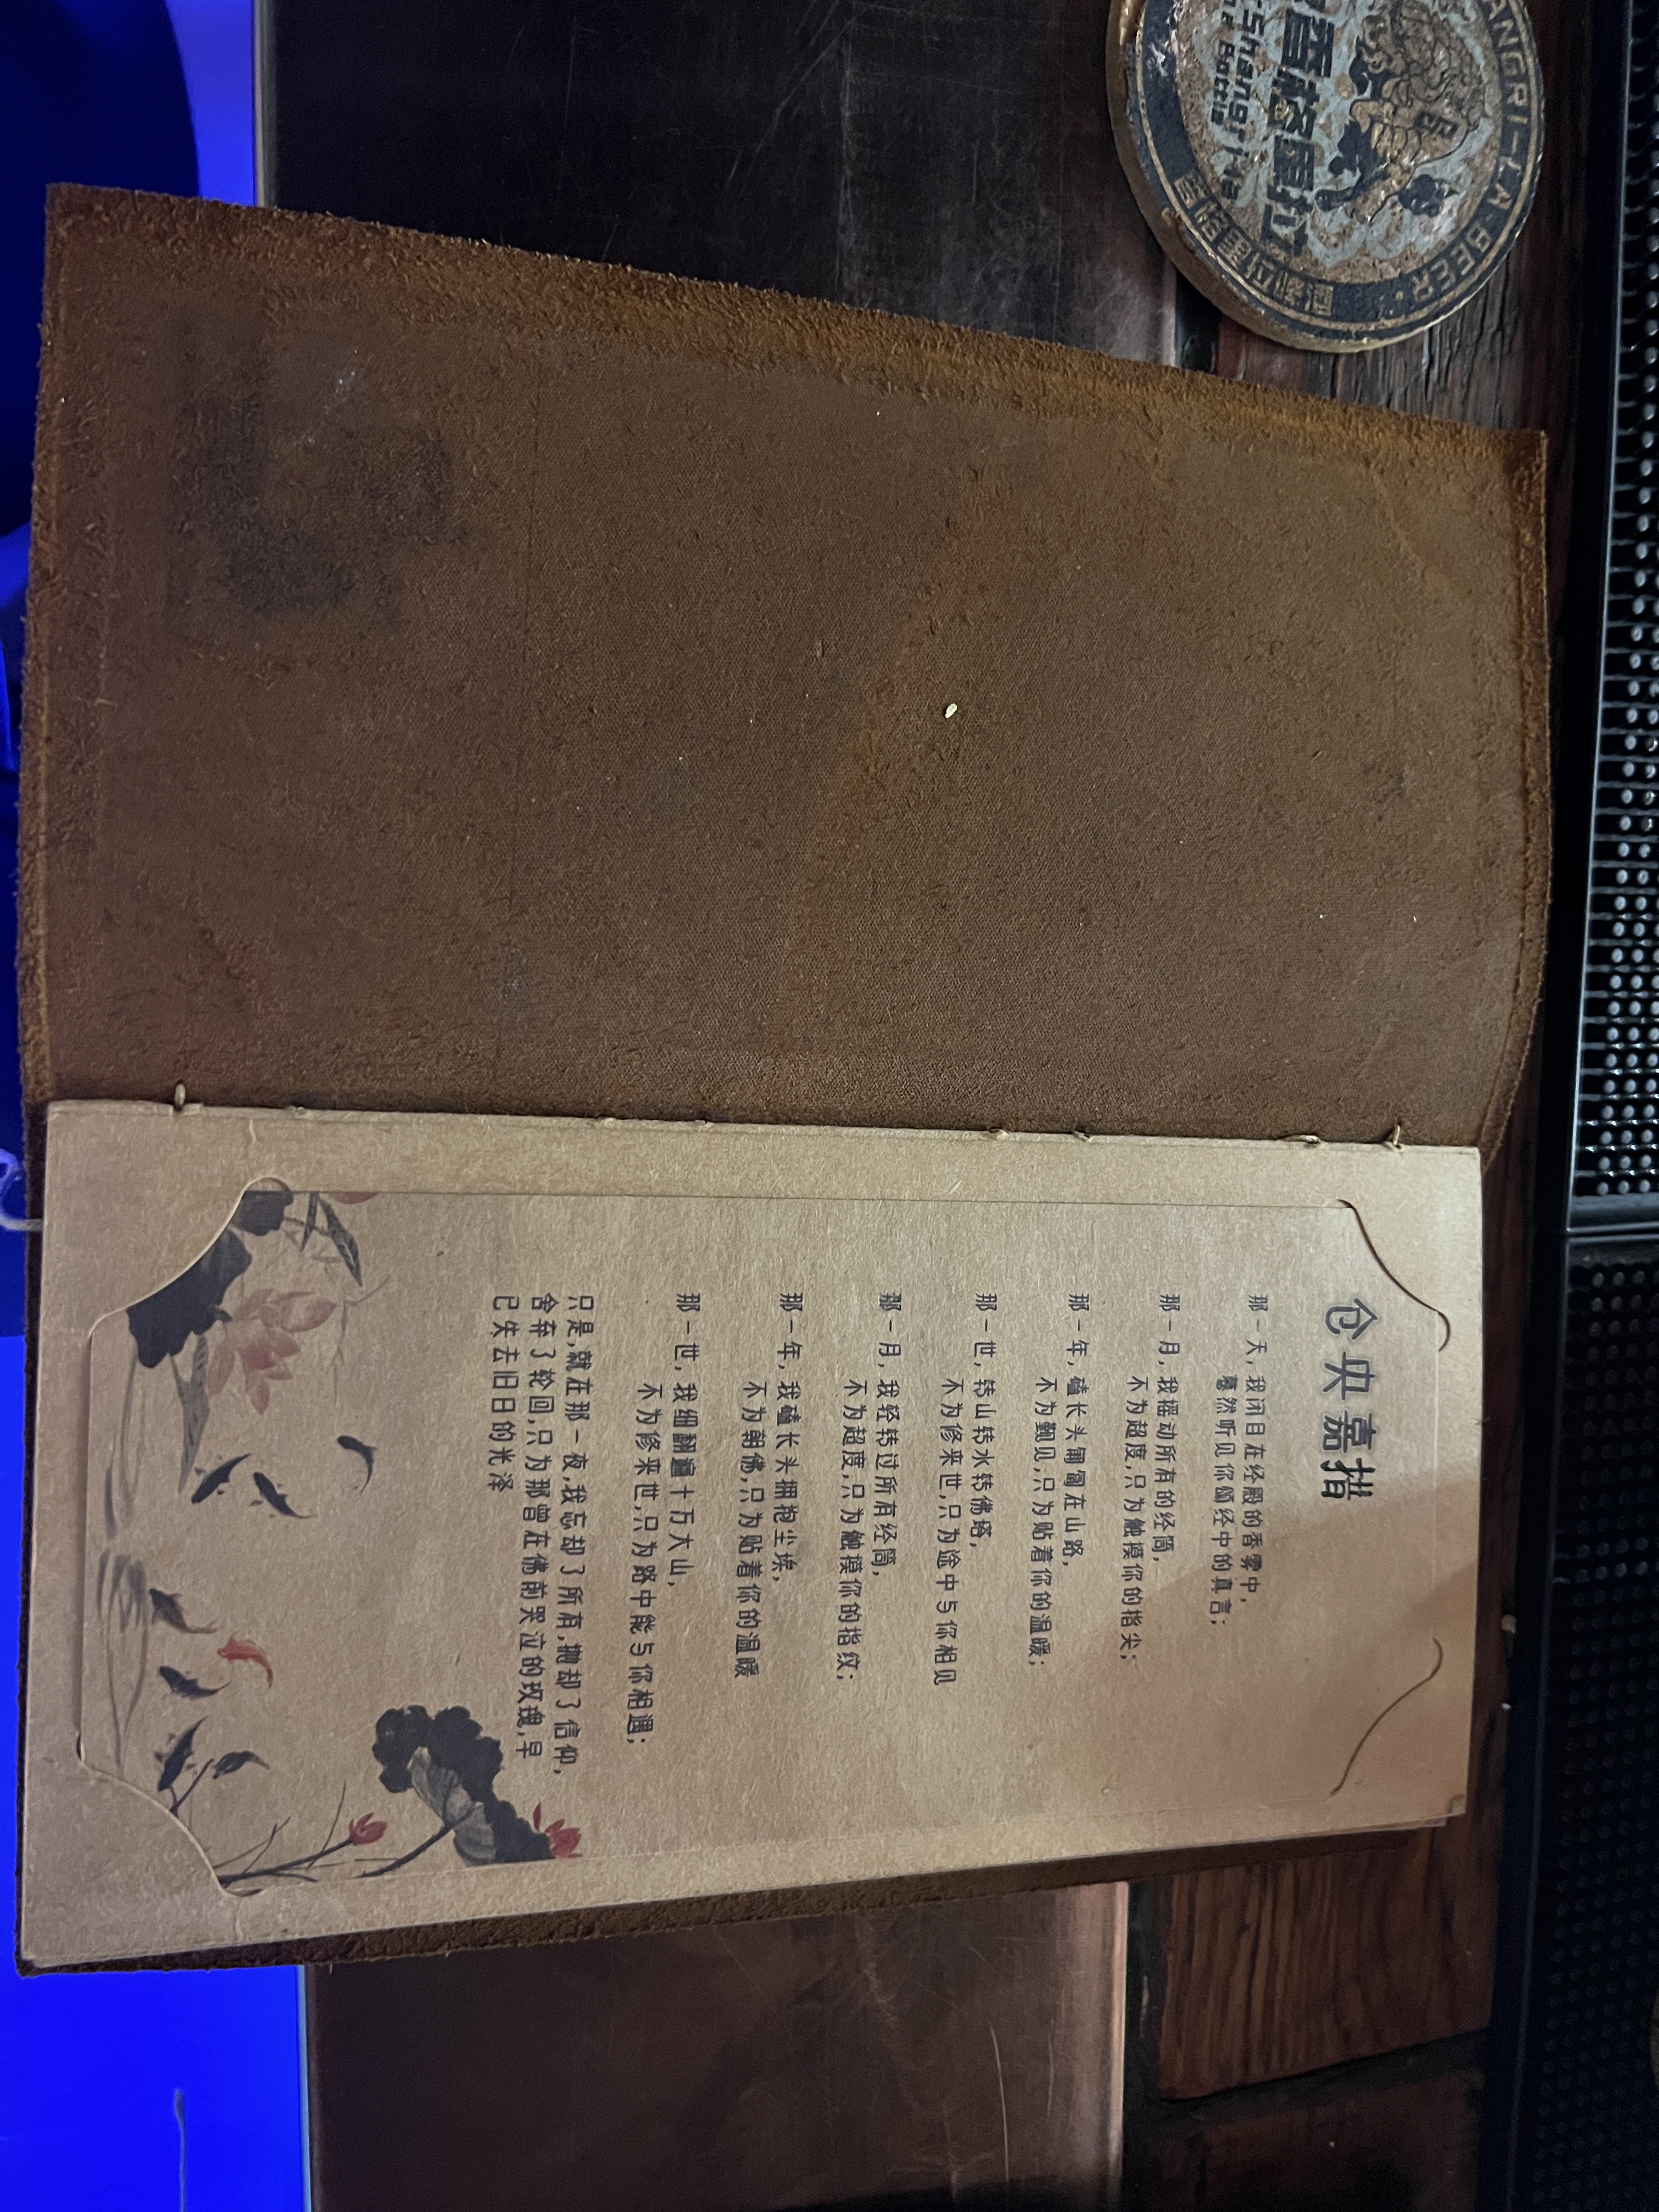 仓央嘉措
那一天，我闭目在经殿的香雾中，
蓦然听见你颂经中的真言；
那一月，我摇动所有的经筒，
不为超度，只为触摸你的指尖；
那一年，磕长头匍匐在山路，
不为觐见，只为贴着你的温暖；
那一世，转山转水转佛塔，
不为修来世，只为途中与你相见
那一月，我轻转过所有经筒，
不为超度，只为触摸你的指纹；
那一年，我磕长头拥抱尘埃，
不为朝佛，只为贴着你的温暖
那一世，我细翻遍十万大山，
不为修来世，只为路中能与你相遇；
只是，就在那一夜，我忘却了所有，抛却了信仰，
舍弃了轮回，只为那曾在佛前哭泣的玫瑰，早
已失去旧日的光泽
ANGRI-LA BEER
香格里拉
Shangri-la
Battle